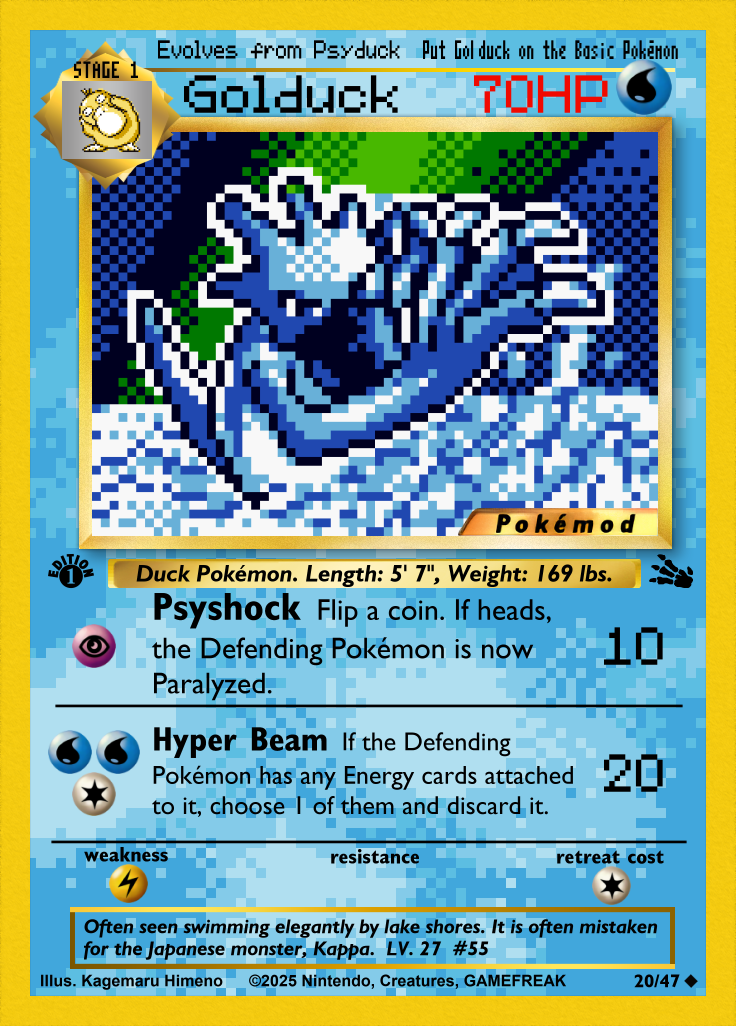 Evolves from Psyduck Put Golduck on the Basic Pokémon
STAGE 1
Golduck 70HP
Pokémod
EDITION
1
Duck Pokémon. Length: 5' 7", Weight: 169 lbs.
Psyshock Flip a coin. If heads,
the Defending Pokémon is now
Paralyzed.
10
Hyper Beam If the Defending
Pokémon has any Energy cards attached
to it, choose 1 of them and discard it.
20
weakness resistance retreat cost
Often seen swimming elegantly by lake shores. It is often mistaken
for the Japanese monster, Kappa. LV. 27 #55
Illus. Kagemaru Himeno ©2025 Nintendo, Creatures, GAMEFREAK 20/47